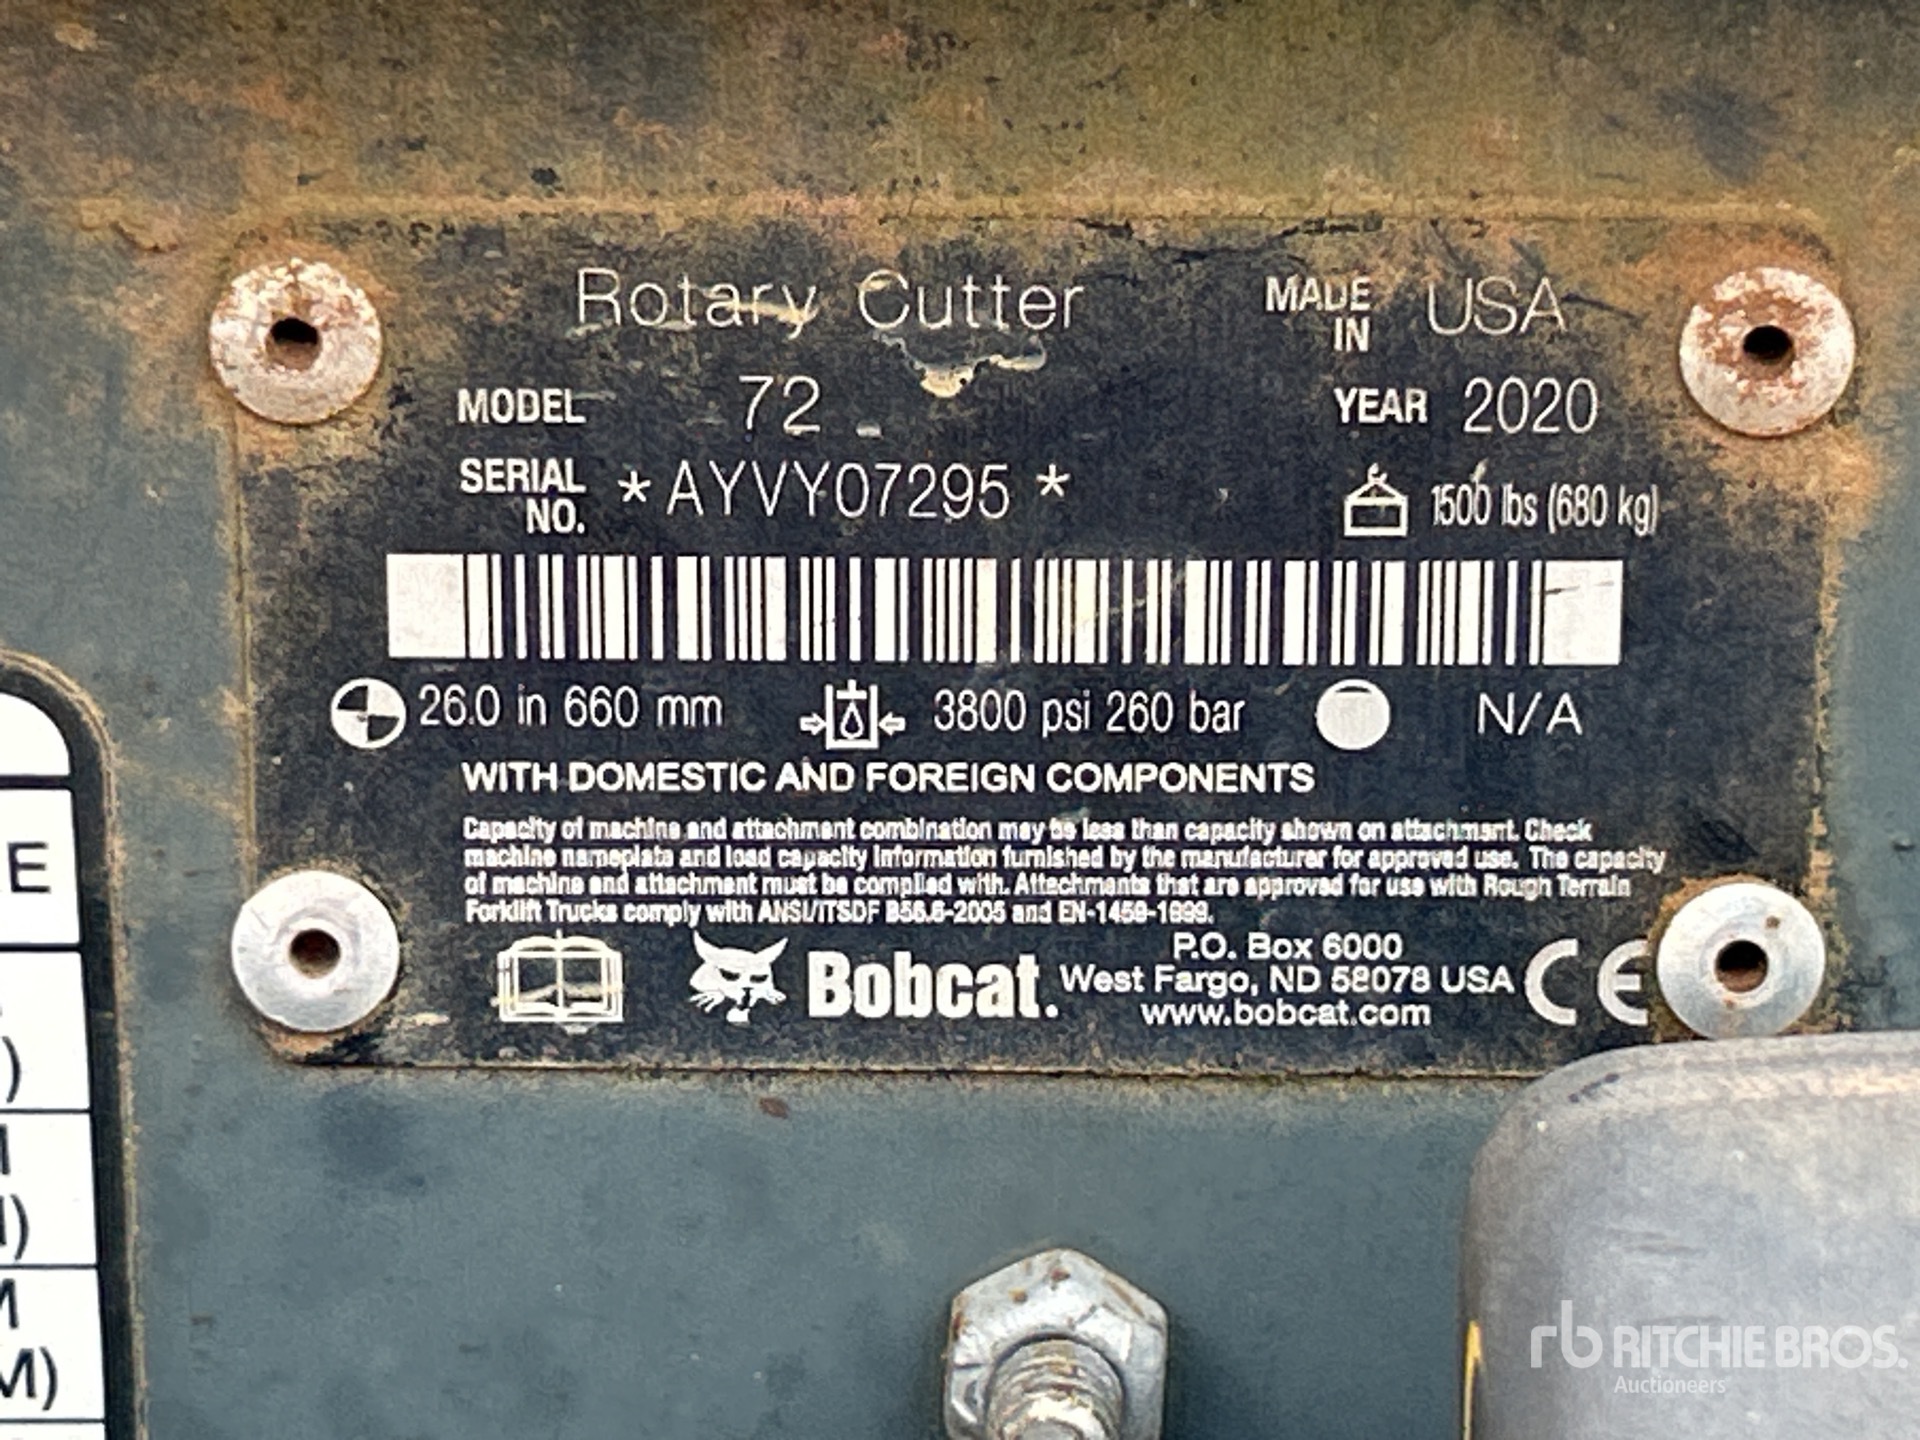 Rotary Cutter MADE IN USA
MODEL 72 YEAR 2020
SERIAL NO. *AYVY07295* 1500 lbs (680 kg)
26.0 in 660 mm 3800 psi 260 bar N/A
WITH DOMESTIC AND FOREIGN COMPONENTS
Capacity of machine and attachment combination may be less than capacity shown on attachment. Check
machine nameplate and load capacity information furnished by the manufacturer for approved use. The capacity
of machine and attachment must be complied with. Attachments that are approved for use with Rough Terrain
Forklift Trucks comply with ANSI/ITSDF B56.6-2005 and EN-1459-1999.
Bobcat.
P.O. Box 6000
West Fargo, ND 58078 USA
www.bobcat.com
CE
E
)
)
M
M)
rb RITCHIE BROS.
Auctioneers